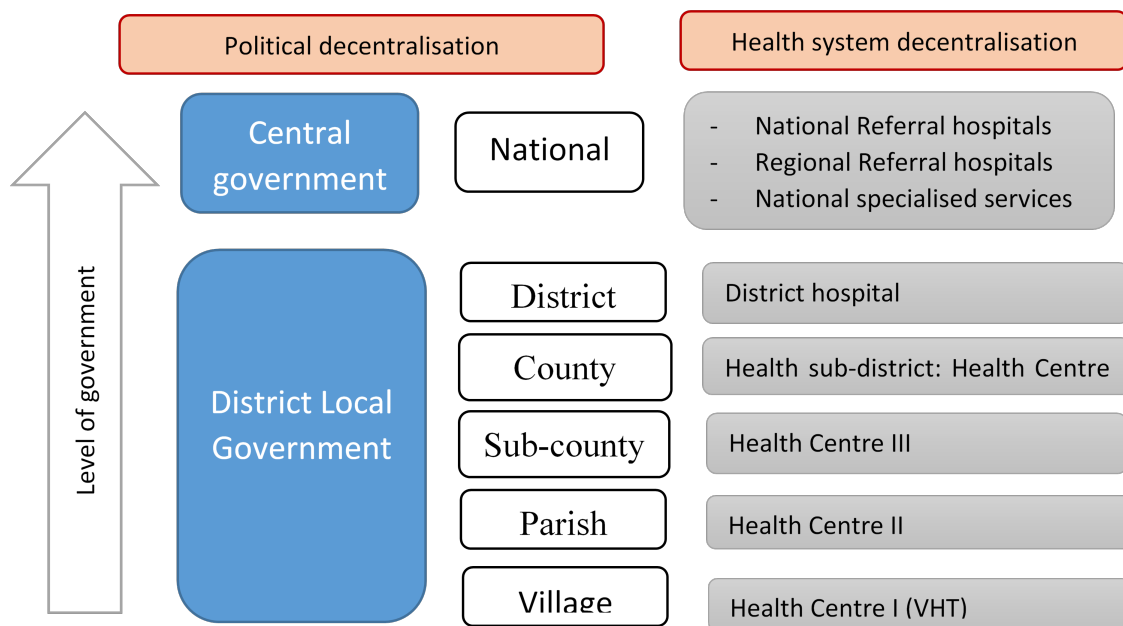 Political decentralisation
Health system decentralisation
Central
government
National
- National Referral hospitals
- Regional Referral hospitals
- National specialised services
Level of government
District Local
Government
District
District hospital
County
Health sub-district: Health Centre
Sub-county
Health Centre III
Parish
Health Centre II
Village
Health Centre I (VHT)